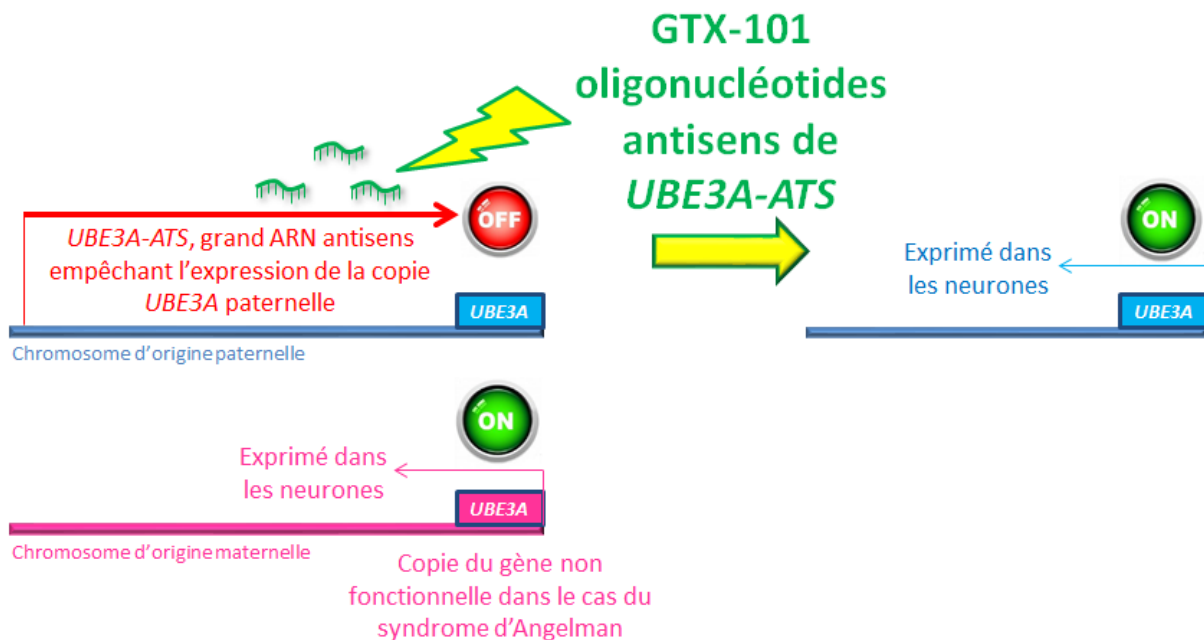 GTX-101
oligonucléotides
antisens de
UBE3A-ATS
OFF
UBE3A-ATS, grand ARN antisens
empêchant l'expression de la copie
UBE3A paternelle
UBE3A
Chromosome d'origine paternelle
ON
Exprimé dans
les neurones
UBE3A
ON
Exprimé dans
les neurones
UBE3A
Chromosome d'origine maternelle
Copie du gène non
fonctionnelle dans le cas du
syndrome d'Angelman